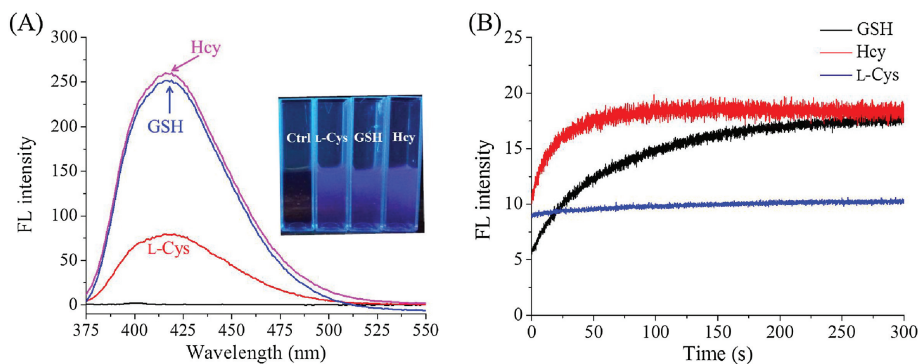 (A)
300
250
200
150
100
50
0
FL intensity
Hcy
GSH
L-Cys
Ctrl L-Cys GSH Hcy
375 400 425 450 475 500 525 550
Wavelength (nm)
(B)
25
20
15
10
5
0
FL intensity
GSH
Hcy
L-Cys
0 50 100 150 200 250 300
Time (s)